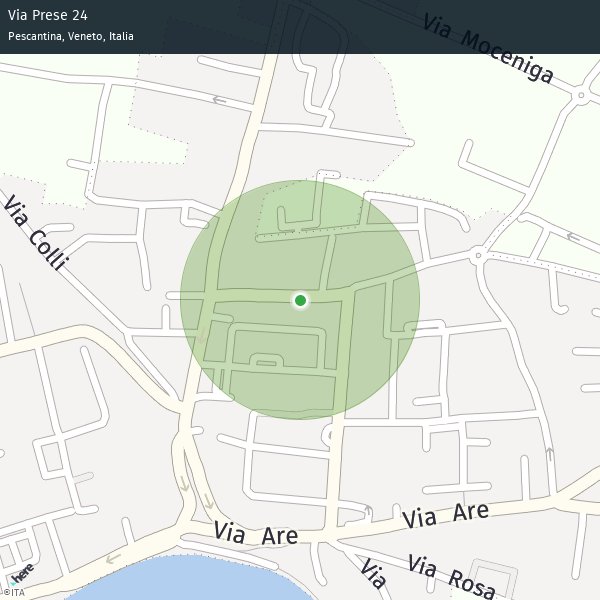 Via Prese 24
Pescantina, Veneto, Italia
Via Moceniga
Via Colli
Via Are
Via Are
Via
Via Rosa
here
©ITA